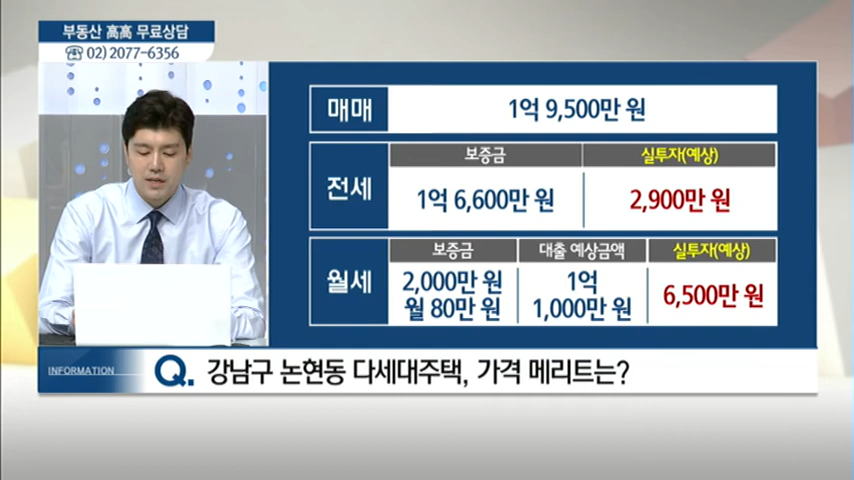 부동산 高高 무료상담
☎ 02) 2077-6356
매매
1억 9,500만 원
전세
보증금
실투자(예상)
1억 6,600만 원
2,900만 원
월세
보증금
대출 예상금액
실투자(예상)
2,000만 원
월 80만 원
1억
1,000만 원
6,500만 원
INFORMATION
Q. 강남구 논현동 다세대주택, 가격 메리트는?